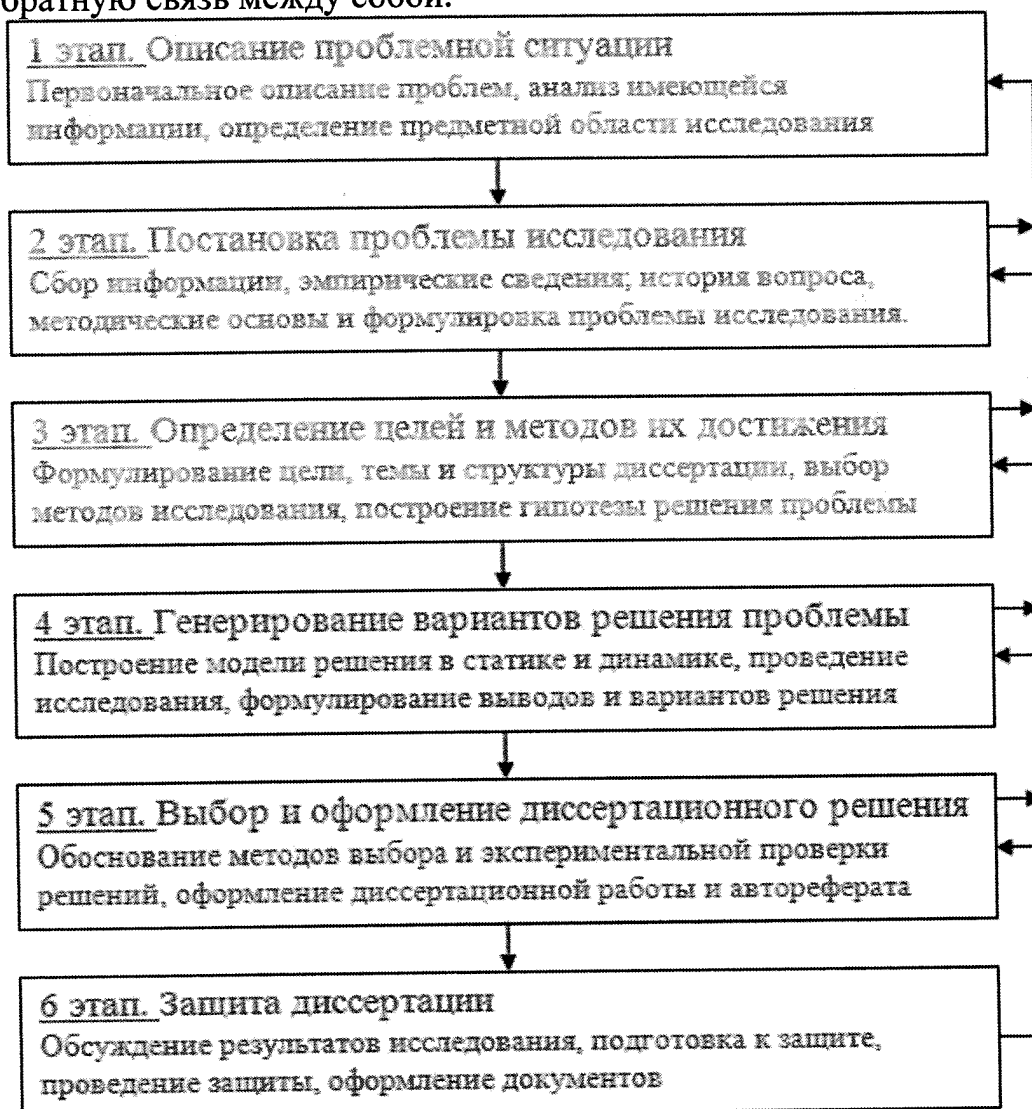 братную связь между собой.
1 этап. Описание проблемной ситуации
Первоначальное описание проблем, анализ имеющейся
информации, определение предметной области исследования
2 этап. Постановка проблемы исследования
Сбор информации, эмпирические сведения; история вопроса,
методические основы и формулировка проблемы исследования.
3 этап. Определение целей и методов их достижения
Формулирование цели, темы и структуры диссертации, выбор
методов исследования, построение гипотезы решения проблемы
4 этап. Генерирование вариантов решения проблемы
Построение модели решения в статике и динамике, проведение
исследования, формулирование выводов и вариантов решения
5 этап. Выбор и оформление диссертационного решения
Обоснование методов выбора и экспериментальной проверки
решений, оформление диссертационной работы и автореферата
6 этап. Защита диссертации
Обсуждение результатов исследования, подготовка к защите,
проведение защиты, оформление документов